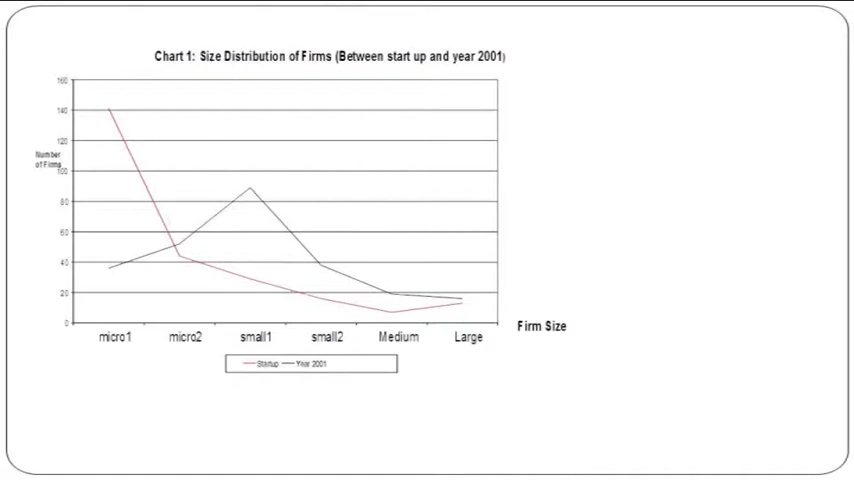 Chart 1: Size Distribution of Firms (Between start up and year 2001)
160
140
120
Number
of Firms
100
80
60
40
20
0
micro1 micro2 small1 small2 Medium Large
Firm Size
Startup Year 2001